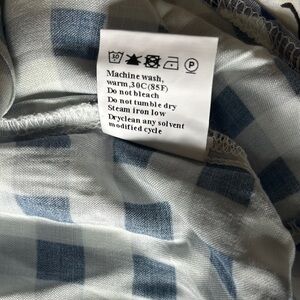 30 P
Machine wash,
warm,30C(85F)
Do not bleach
Do not tumble dry
Steam iron low
Dryclean any solvent
modified cycle